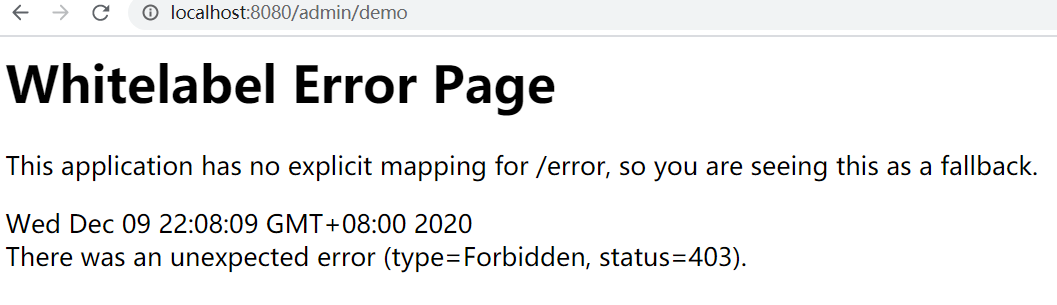 localhost:8080/admin/demo
Whitelabel Error Page
This application has no explicit mapping for /error, so you are seeing this as a fallback.
Wed Dec 09 22:08:09 GMT+08:00 2020
There was an unexpected error (type=Forbidden, status=403).